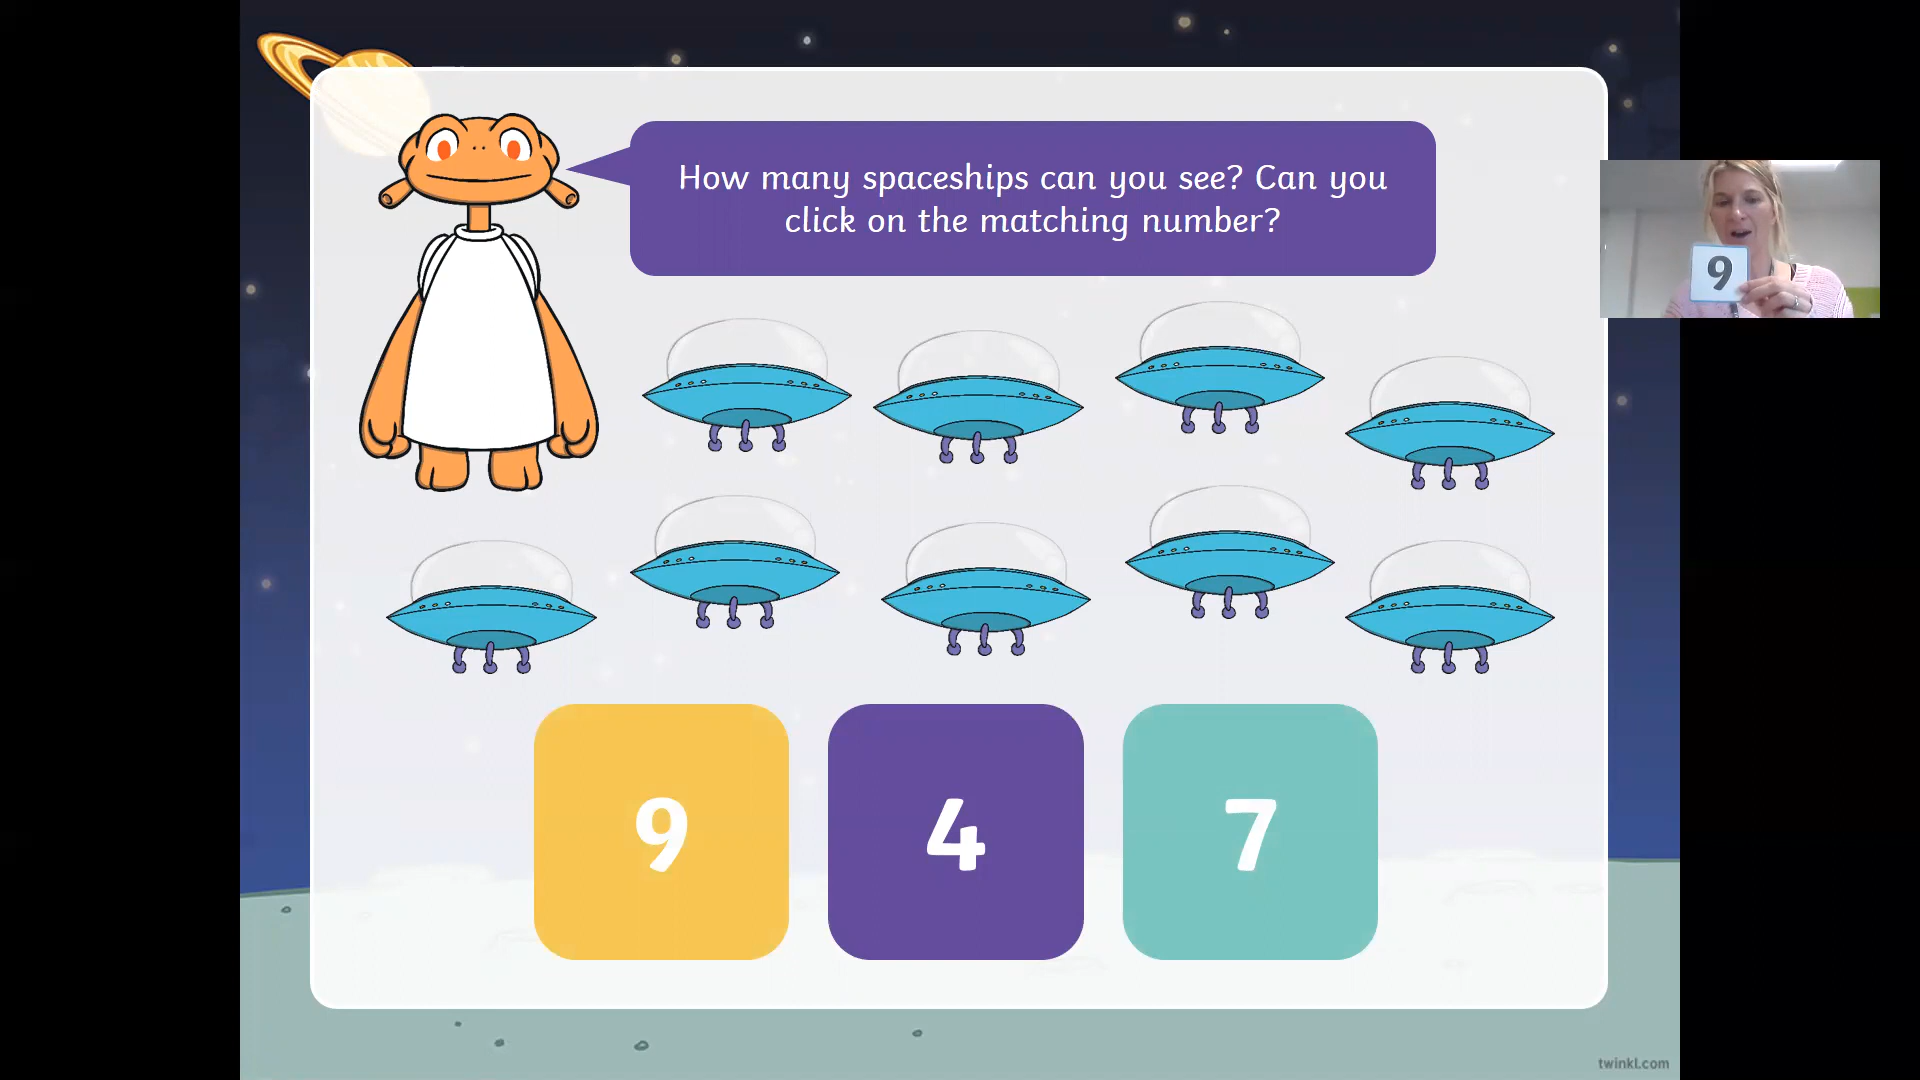 How many spaceships can you see? Can you
click on the matching number?
9
9 4 7
twinkl.com